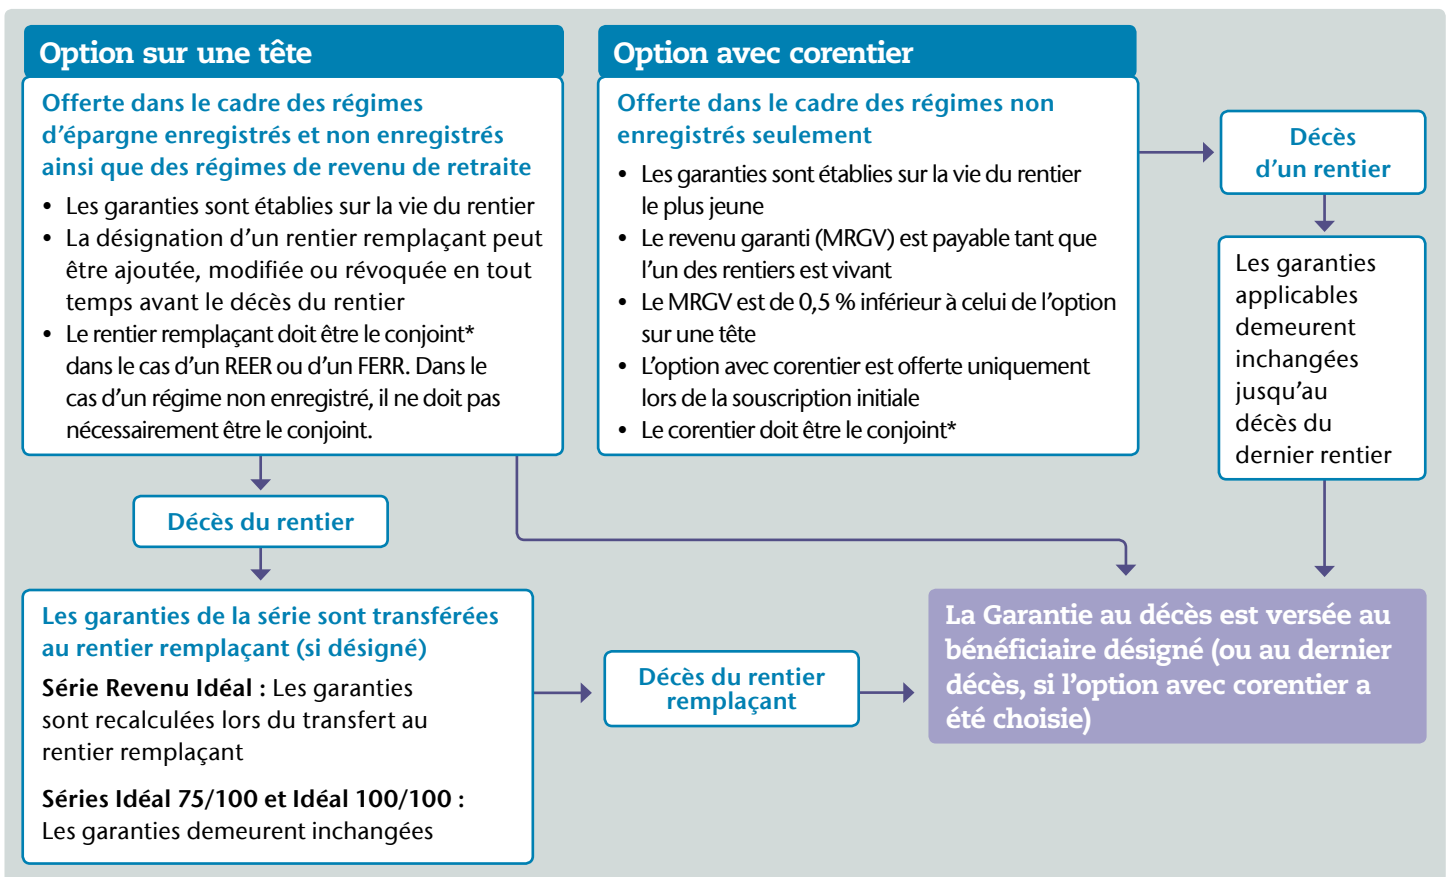 Option sur une tête
Offerte dans le cadre des régimes
d'épargne enregistrés et non enregistrés
ainsi que des régimes de revenu de retraite
• Les garanties sont établies sur la vie du rentier
• La désignation d'un rentier remplaçant peut
être ajoutée, modifiée ou révoquée en tout
temps avant le décès du rentier
• Le rentier remplaçant doit être le conjoint*
dans le cas d'un REER ou d'un FERR. Dans le
cas d'un régime non enregistré, il ne doit pas
nécessairement être le conjoint.
Option avec corentier
Offerte dans le cadre des régimes non
enregistrés seulement
• Les garanties sont établies sur la vie du rentier
le plus jeune
• Le revenu garanti (MRGV) est payable tant que
l'un des rentiers est vivant
• Le MRGV est de 0,5 % inférieur à celui de l'option
sur une tête
• L'option avec corentier est offerte uniquement
lors de la souscription initiale
• Le corentier doit être le conjoint*
Décès
d'un rentier
Les garanties
applicables
demeurent
inchangées
jusqu'au
décès du
dernier rentier
Décès du rentier
Les garanties de la série sont transférées
au rentier remplaçant (si désigné)
Série Revenu Idéal : Les garanties
sont recalculées lors du transfert au
rentier remplaçant
Séries Idéal 75/100 et Idéal 100/100 :
Les garanties demeurent inchangées
Décès du rentier
remplaçant
La Garantie au décès est versée au
bénéficiaire désigné (ou au dernier
décès, si l'option avec corentier a
été choisie)